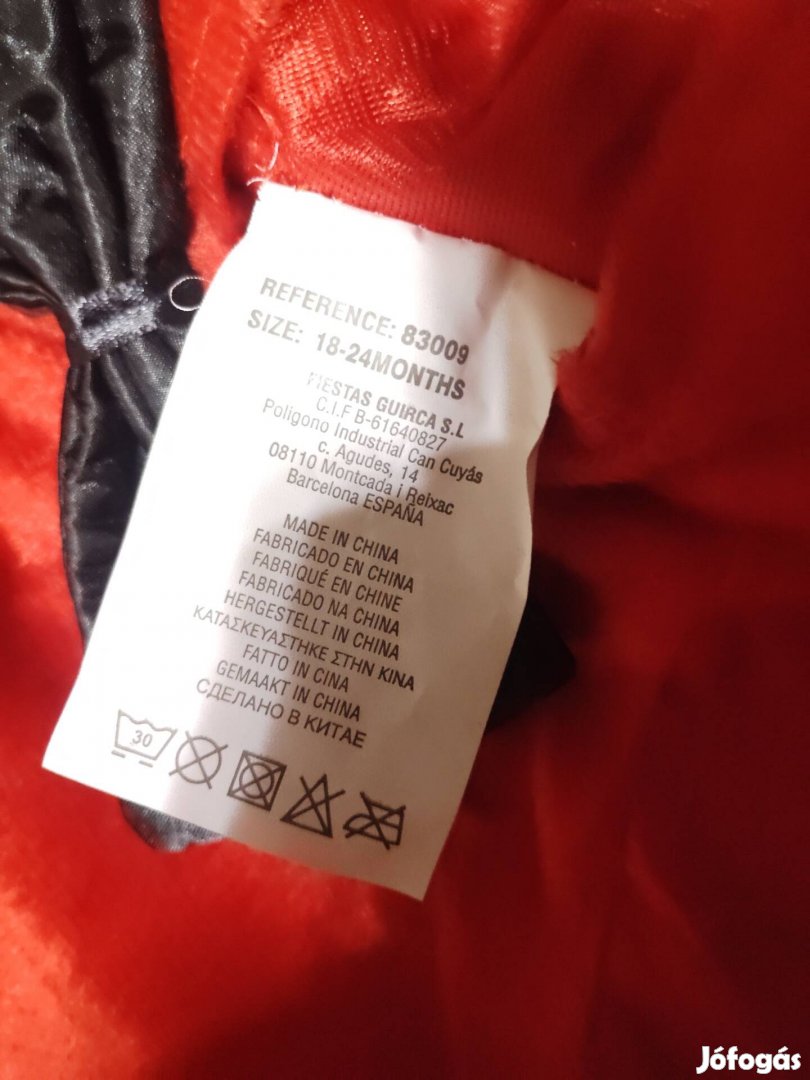 REFERENCE: 83009
SIZE: 18-24MONTHS
FIESTAS GUIRCA S.L
C.I.F B-61640827
Poligono Industrial Can Cuyás
c. Agudes, 14
08110 Montcada i Reixac
Barcelona ESPAÑA
MADE IN CHINA
FABRICADO EN CHINA
FABRIQUÉ EN CHINE
FABRICADO NA CHINA
HERGESTELLT IN CHINA
ΚΑΤΑΣΚΕΥΑΣΤΗΚΕ ΣΤΗΝ ΚΙΝΑ
FATTO IN CINA
GEMAAKT IN CHINA
СДЕЛАНО В КИТАЕ
30
Jófogás